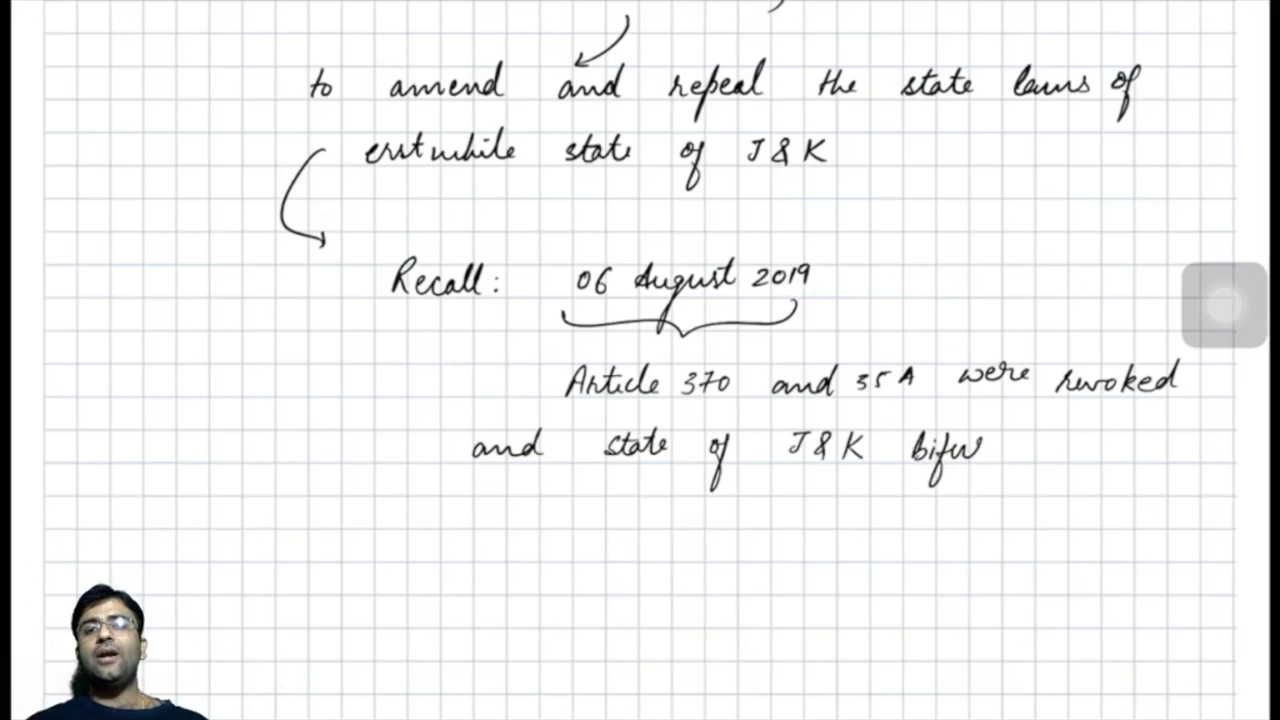 to amend and repeal the state laws of
erstwhile state of J & K
Recall: 06 August 2019
Article 370 and 35A were revoked
and state of J & K bifur